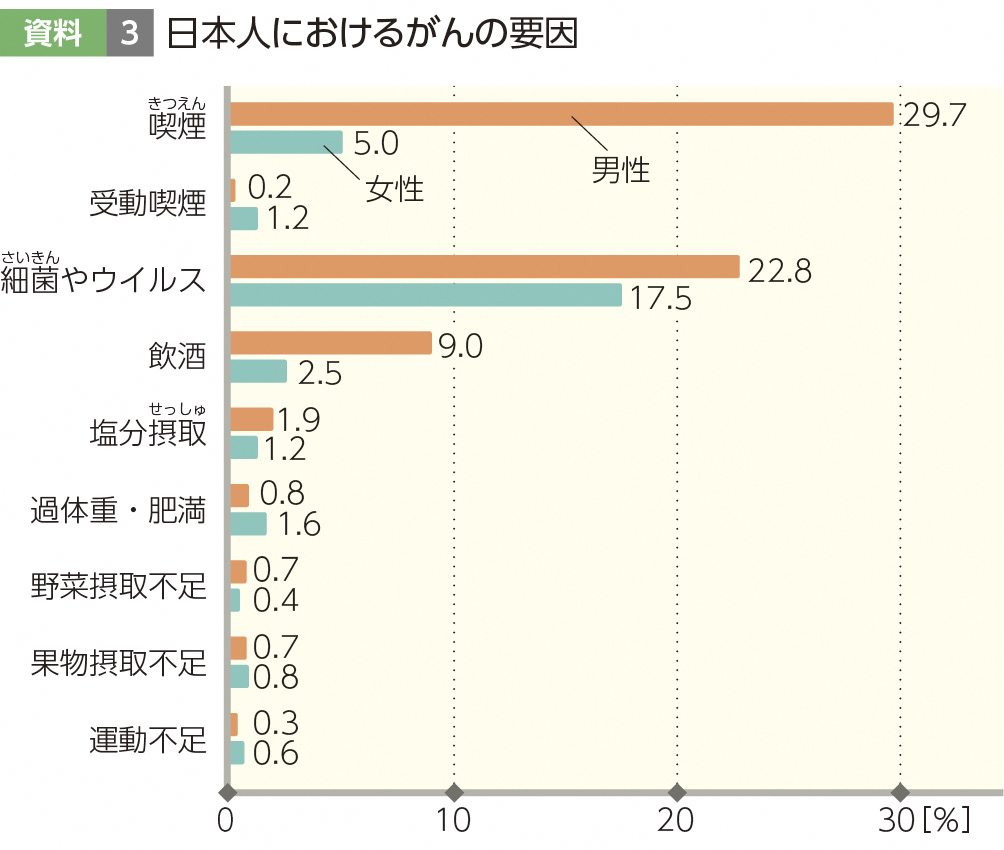 資料 3 日本人におけるがんの要因
きつえん
喫煙
29.7
5.0
男性
女性
受動喫煙
0.2
1.2
さいきん
細菌やウイルス
22.8
17.5
飲酒
9.0
2.5
せっしゅ
塩分摂取
1.9
1.2
過体重・肥満
0.8
1.6
野菜摂取不足
0.7
0.4
果物摂取不足
0.7
0.8
運動不足
0.3
0.6
0 10 20 30 [%]